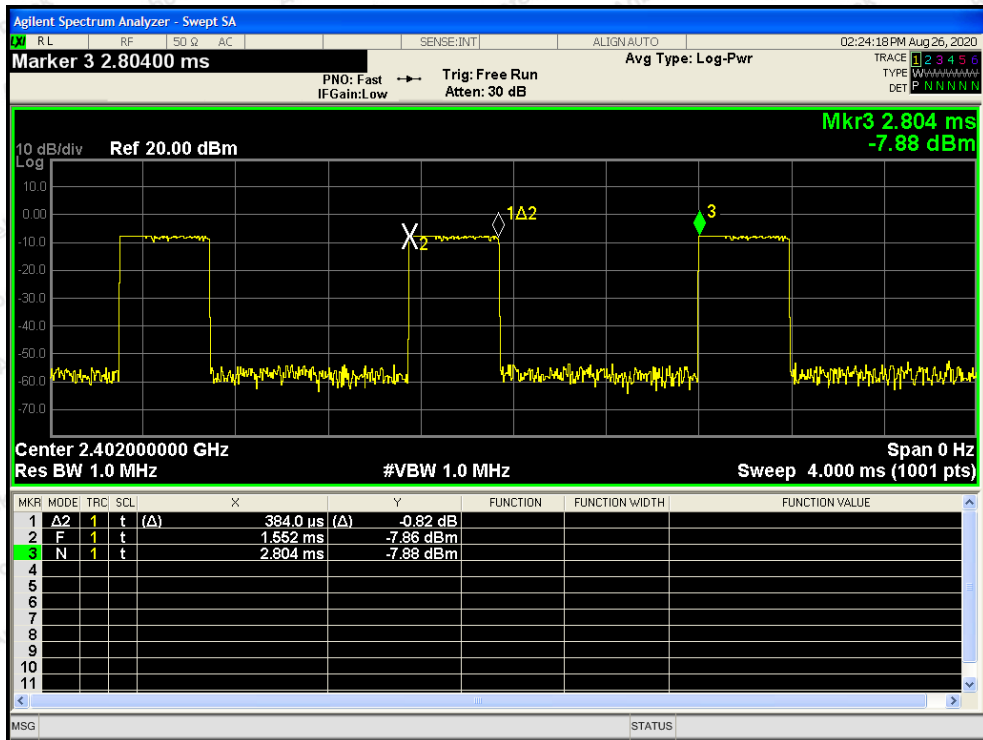 Agilent Spectrum Analyzer - Swept SA
LXI RL RF 50 Ω AC SENSE:INT ALIGNAUTO 02:24:18 PM Aug 26, 2020
Marker 3 2.80400 ms Avg Type: Log-Pwr TRACE 1 2 3 4 5 6
PNO: Fast Trig: Free Run TYPE WWWWWW
IFGain:Low Atten: 30 dB DET P N N N N N
Mkr3 2.804 ms
10 dB/div Ref 20.00 dBm -7.88 dBm
Log
10.0
0.00
-10.0
-20.0
-30.0
-40.0
-50.0
-60.0
-70.0
2
1Δ2
3
Center 2.402000000 GHz Span 0 Hz
Res BW 1.0 MHz #VBW 1.0 MHz Sweep 4.000 ms (1001 pts)
MKR MODE TRC SCL X Y FUNCTION FUNCTION WIDTH FUNCTION VALUE
1 Δ2 1 t (Δ) 384.0 µs (Δ) -0.82 dB
2 F 1 t 1.552 ms -7.86 dBm
3 N 1 t 2.804 ms -7.88 dBm
4
5
6
7
8
9
10
11
MSG STATUS